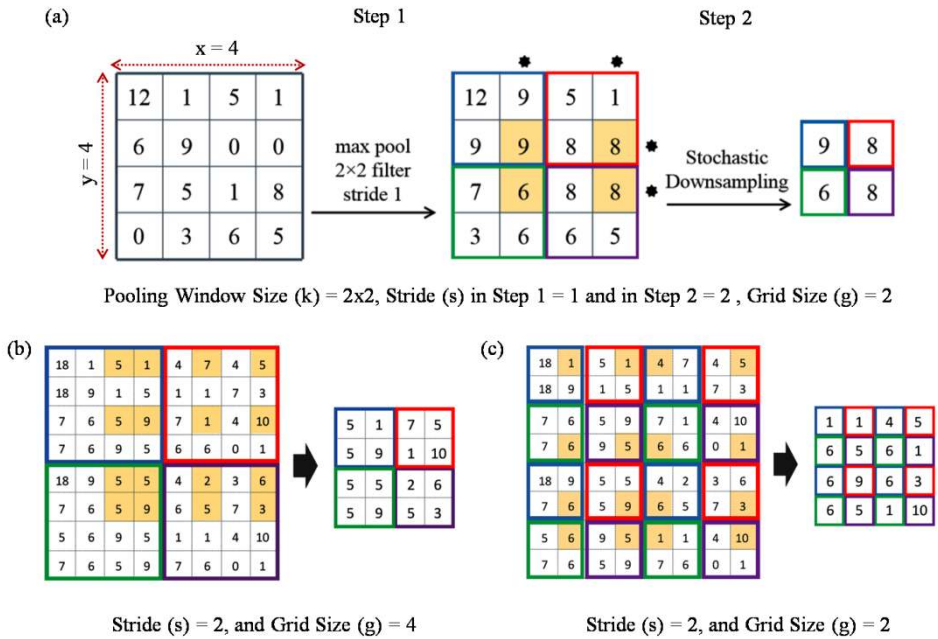 (a)
Step 1
Step 2
x = 4
y = 4
12 1 5 1
6 9 0 0
7 5 1 8
0 3 6 5
max pool
2×2 filter
stride 1
12 9 5 1
9 9 8 8
7 6 8 8
3 6 6 5
Stochastic
Downsampling
9 8
6 8
Pooling Window Size (k) = 2x2, Stride (s) in Step 1 = 1 and in Step 2 = 2 , Grid Size (g) = 2
(b)
18 1 5 1 4 7 4 5
18 9 1 5 1 1 7 3
7 6 5 9 7 1 4 10
7 6 9 5 6 6 0 1
18 9 5 5 4 2 3 6
7 6 5 9 6 5 7 3
5 6 9 5 1 1 4 10
7 6 5 9 7 6 0 1
5 1 7 5
5 9 1 10
5 5 2 6
5 9 5 3
Stride (s) = 2, and Grid Size (g) = 4
(c)
18 1 5 1 4 7 4 5
18 9 1 5 1 1 7 3
7 6 5 9 7 1 4 10
7 6 9 5 6 6 0 1
18 9 5 5 4 2 3 6
7 6 5 9 6 5 7 3
5 6 9 5 1 1 4 10
7 6 5 9 7 6 0 1
1 1 4 5
6 5 6 1
6 9 6 3
6 5 1 10
Stride (s) = 2, and Grid Size (g) = 2